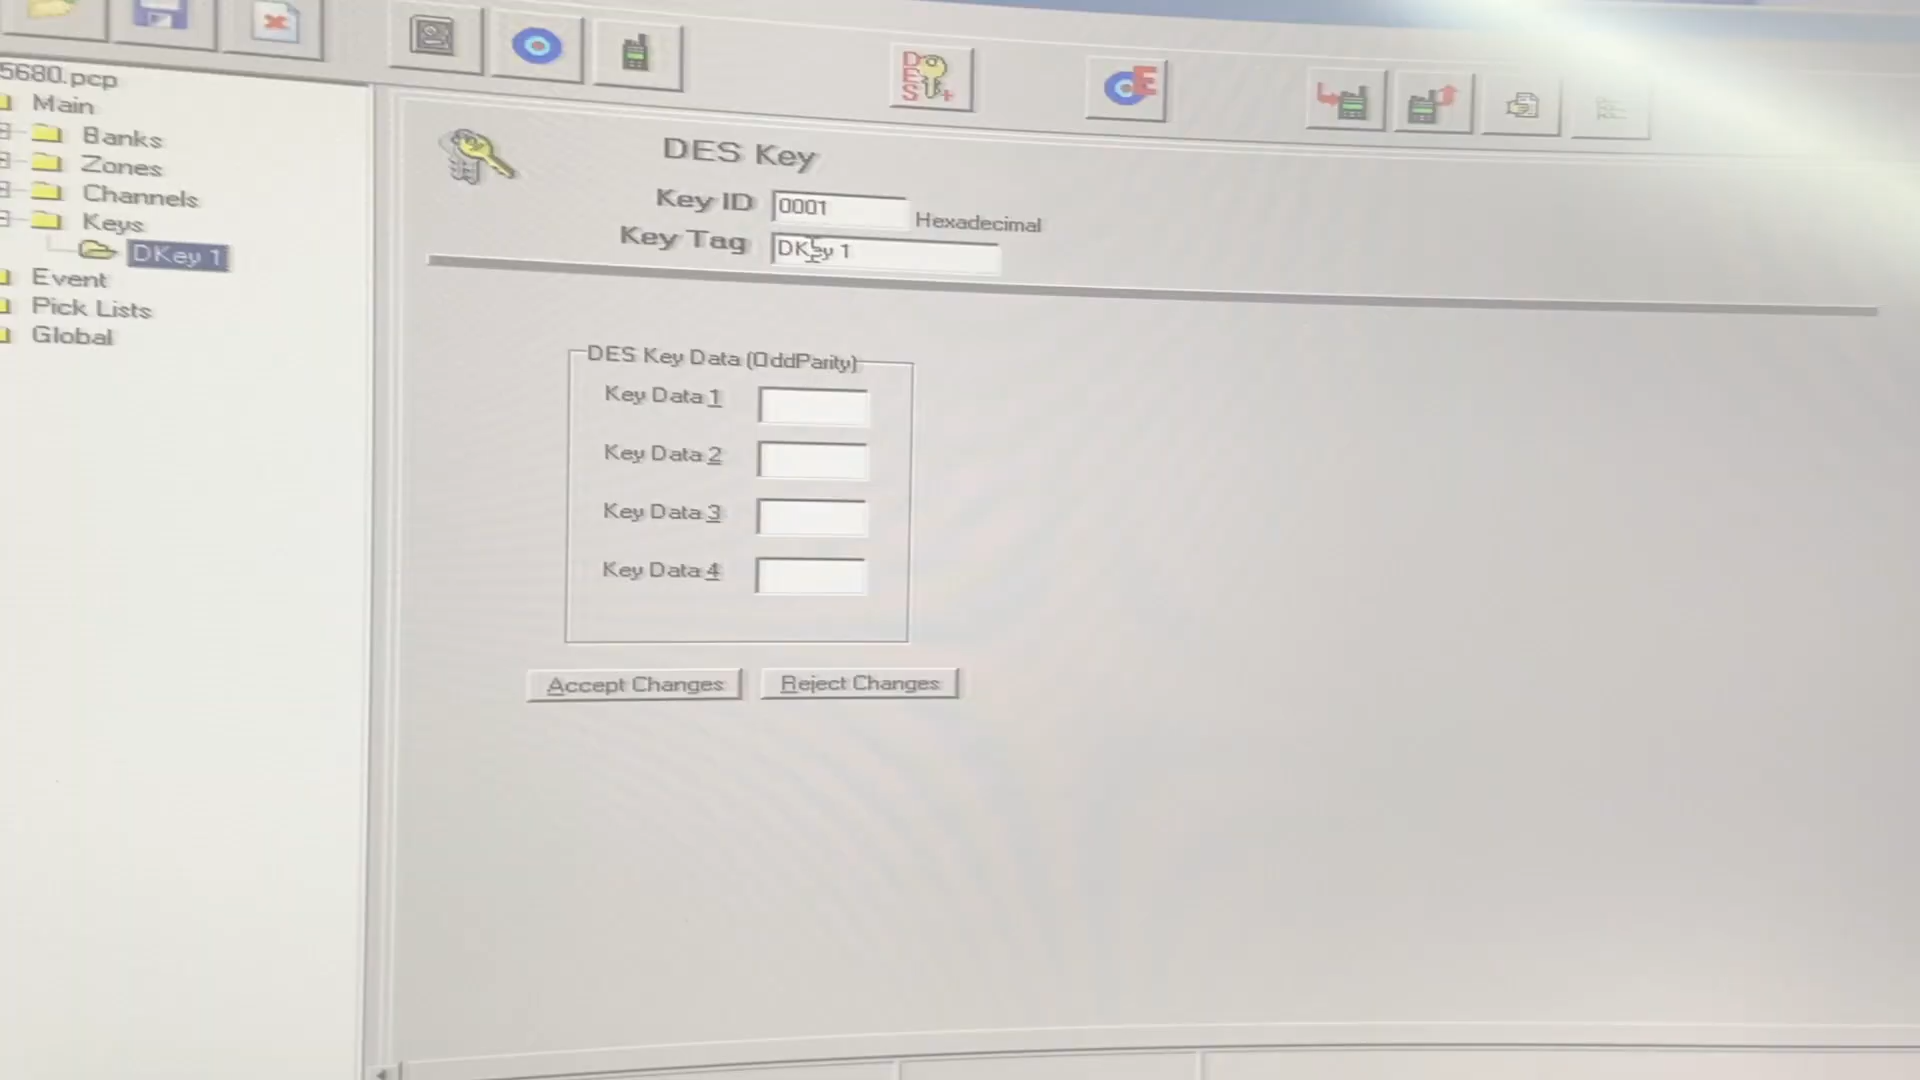 5680.pcp
Main
Banks
Zones
Channels
Keys
DKey 1
Event
Pick Lists
Global
DES+
E
DES Key
Key ID 0001 Hexadecimal
Key Tag DKey 1
DES Key Data (OddParity)
Key Data 1
Key Data 2
Key Data 3
Key Data 4
Accept Changes Reject Changes